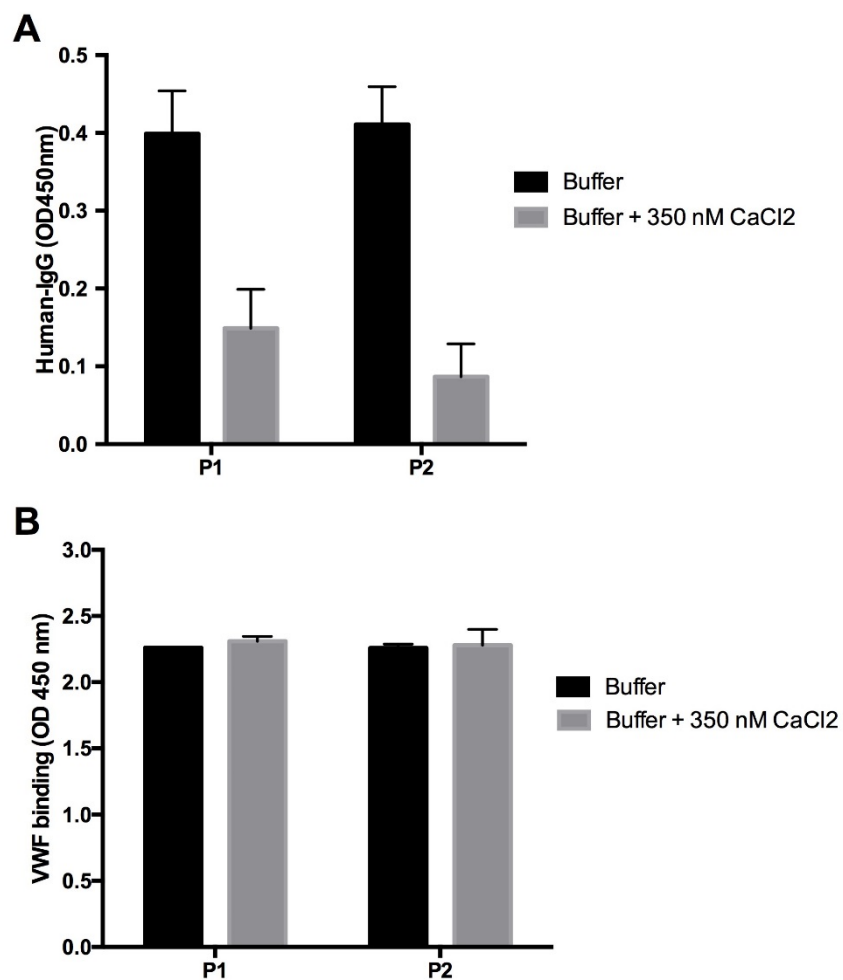 A
Human-IgG (OD450nm)
0.5
0.4
0.3
0.2
0.1
0.0
P1
P2
Buffer
Buffer + 350 nM CaCl2
B
VWF binding (OD 450 nm)
3.0
2.5
2.0
1.5
1.0
0.5
0.0
P1
P2
Buffer
Buffer + 350 nM CaCl2